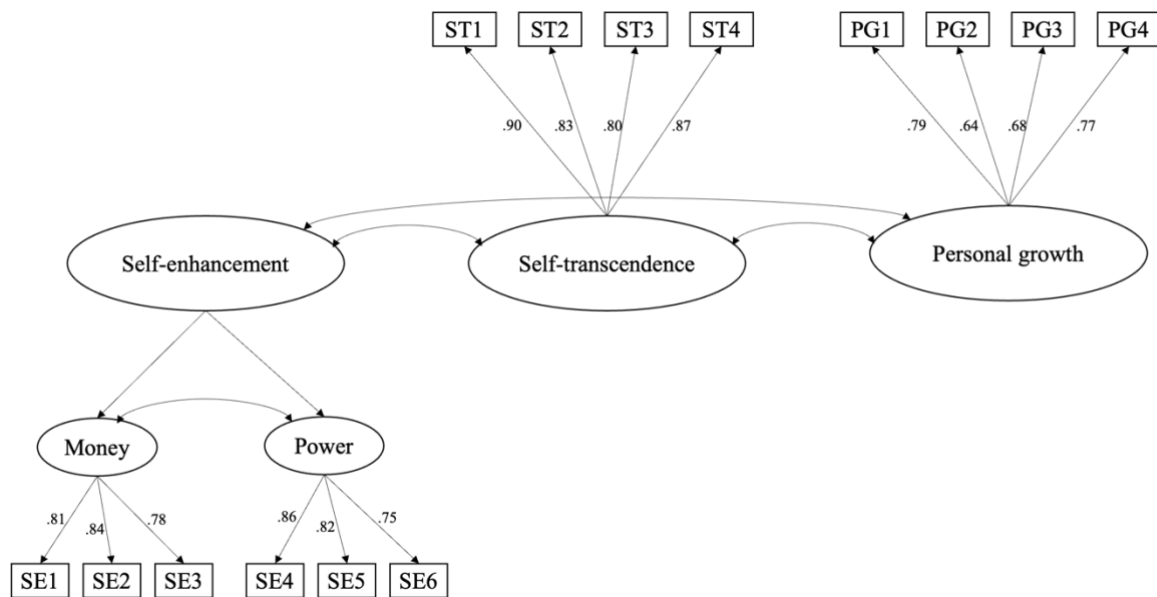 ST1 ST2 ST3 ST4 PG1 PG2 PG3 PG4
.90 .83 .80 .87 .79 .64 .68 .77
Self-enhancement Self-transcendence Personal growth
Money Power
.81 .84 .78 .86 .82 .75
SE1 SE2 SE3 SE4 SE5 SE6